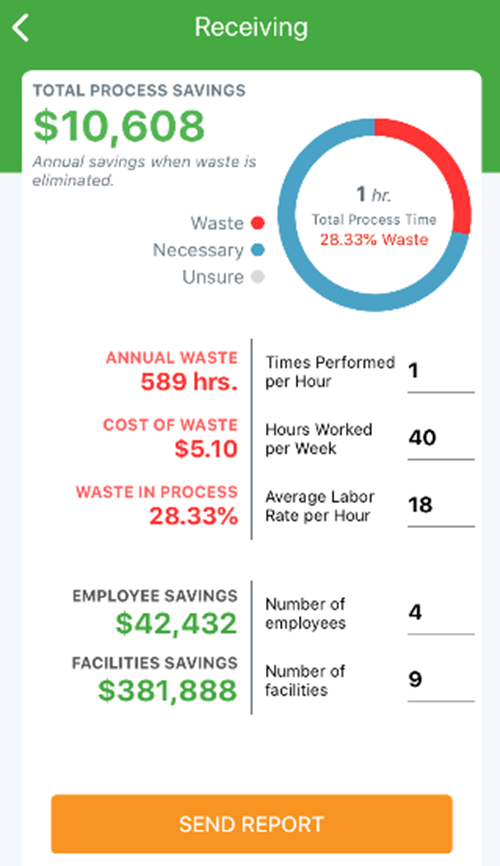 Receiving
TOTAL PROCESS SAVINGS
$10,608
Annual savings when waste is
eliminated.
1 hr.
Total Process Time
28.33% Waste
Waste
Necessary
Unsure
ANNUAL WASTE
589 hrs.
Times Performed
per Hour
1
COST OF WASTE
$5.10
Hours Worked
per Week
40
WASTE IN PROCESS
28.33%
Average Labor
Rate per Hour
18
EMPLOYEE SAVINGS
$42,432
Number of
employees
4
FACILITIES SAVINGS
$381,888
Number of
facilities
9
SEND REPORT